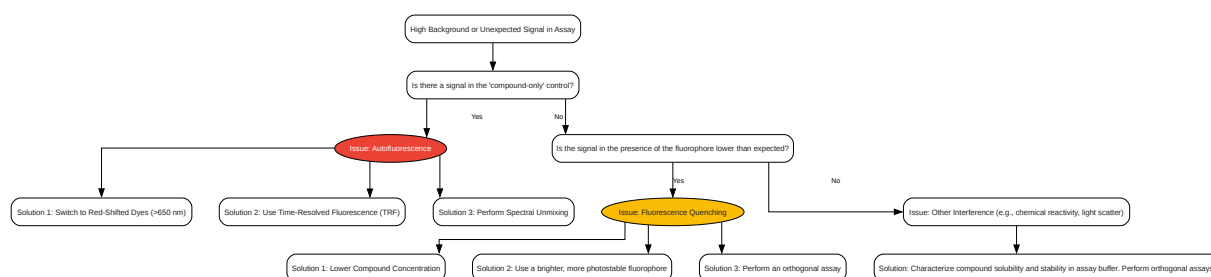 High Background or Unexpected Signal in Assay
Is there a signal in the 'compound-only' control?
Yes
No
Issue: Autofluorescence
Is the signal in the presence of the fluorophore lower than expected?
Yes
No
Solution 1: Switch to Red-Shifted Dyes (>650 nm)
Solution 2: Use Time-Resolved Fluorescence (TRF)
Solution 3: Perform Spectral Unmixing
Issue: Fluorescence Quenching
Issue: Other Interference (e.g., chemical reactivity, light scatter)
Solution 1: Lower Compound Concentration
Solution 2: Use a brighter, more photostable fluorophore
Solution 3: Perform an orthogonal assay
Solution: Characterize compound solubility and stability in assay buffer. Perform orthogonal assays